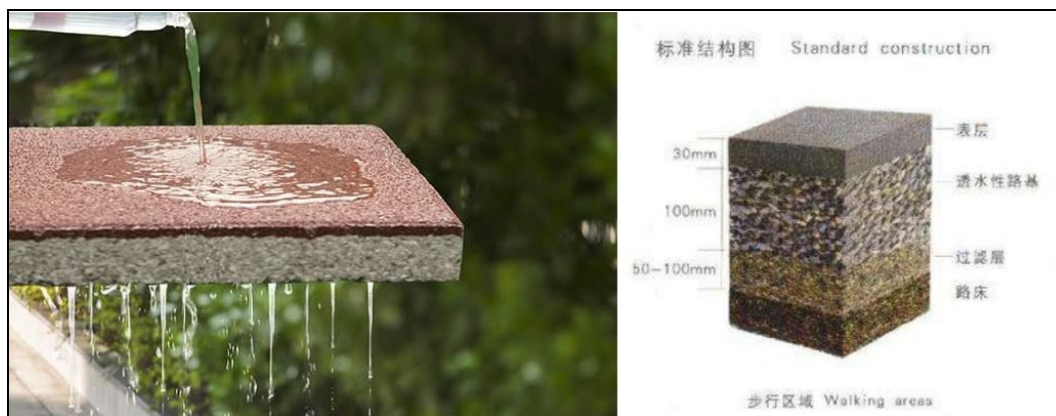 标准结构图 Standard construction
30mm
表层
透水性路基
100mm
过滤层
50-100mm
路床
步行区域 Walking areas